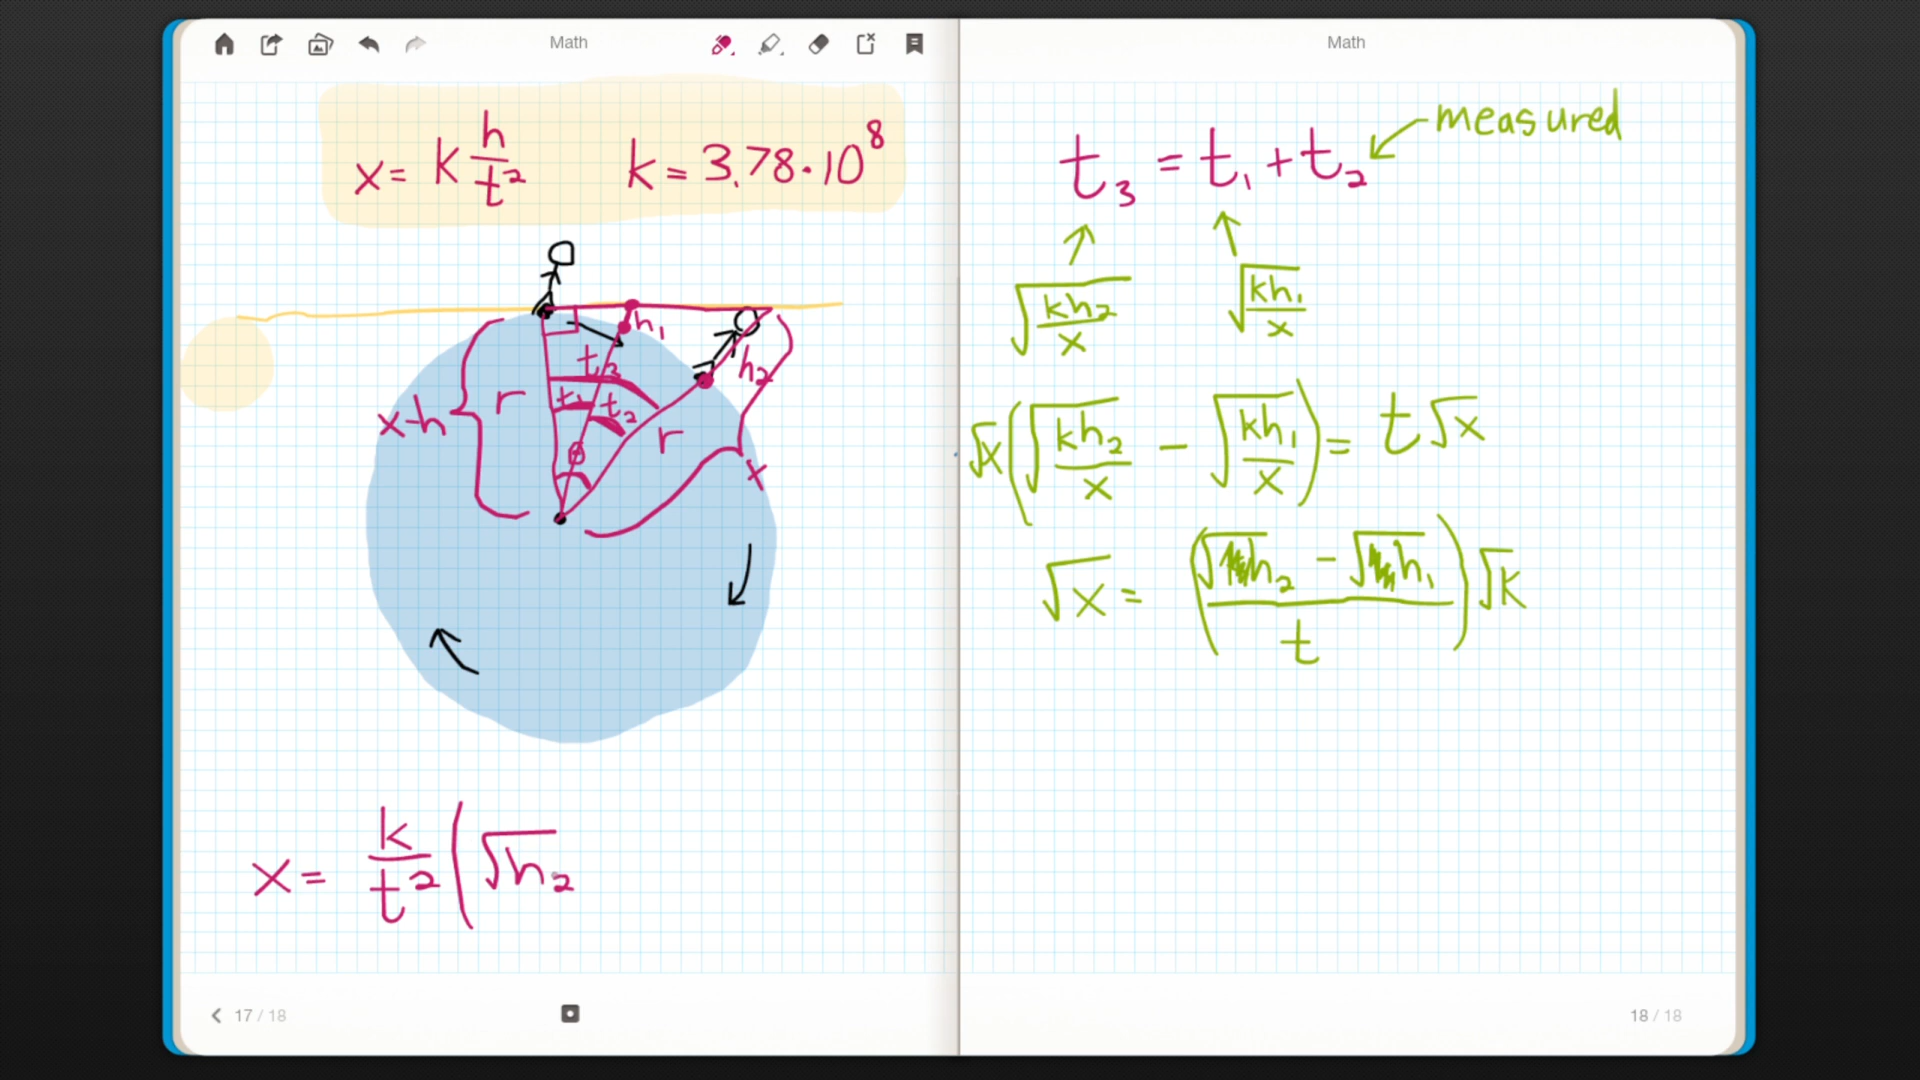 Math
x = k h/t² k = 3.78·10⁸
h₁
t₃
h₂
t₁ t₂
x-h r
r
θ
x
x = k/t² (√h₂
17 / 18
Math
measured
t₃ = t₁ + t₂
√(kh₂/x) √(kh₁/x)
√x(√(kh₂/x) - √(kh₁/x)) = t√x
√x = ((√h₂ - √h₁)/t)√k
18 / 18